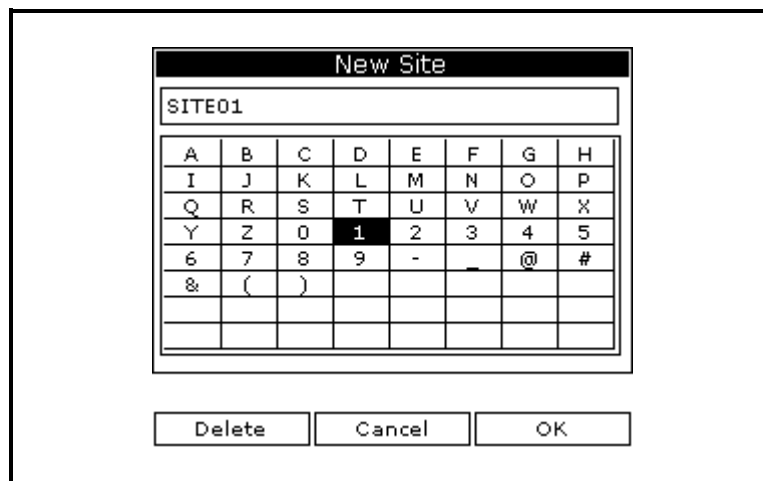 New Site
SITE01
A B C D E F G H
I J K L M N O P
Q R S T U V W X
Y Z 0 1 2 3 4 5
6 7 8 9 - _ @ #
& ( )
Delete Cancel OK